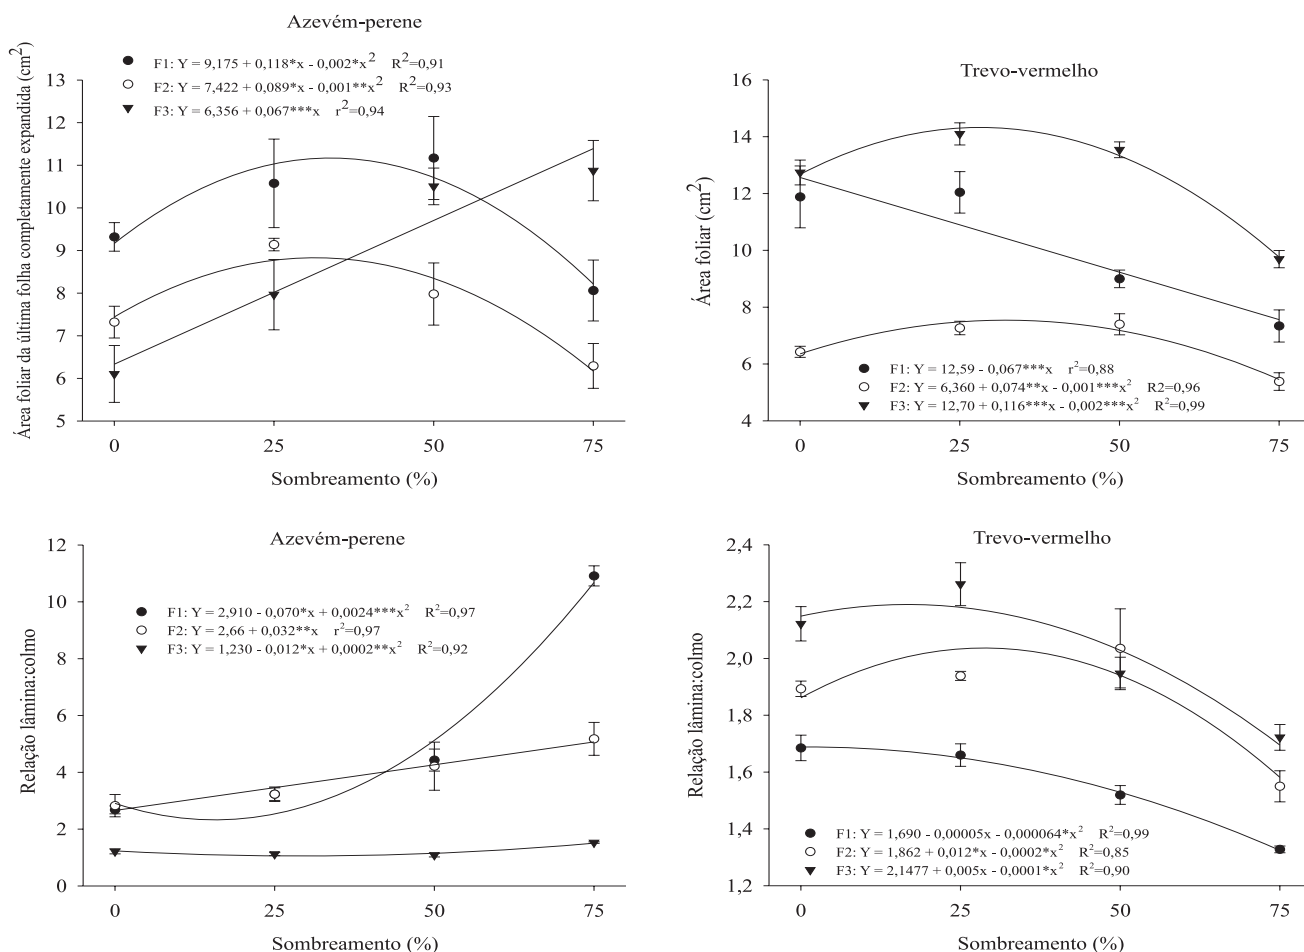 Azevém-perene
F1: Y = 9,175 + 0,118*x - 0,002*x² R²=0,91
F2: Y = 7,422 + 0,089*x - 0,001**x² R²=0,93
F3: Y = 6,356 + 0,067***x r²=0,94
Área foliar da última folha completamente expandida (cm²)
13
12
11
10
9
8
7
6
5
0 25 50 75
Sombreamento (%)
Trevo-vermelho
Área foliar (cm²)
16
14
12
10
8
6
4
F1: Y = 12,59 - 0,067***x r²=0,88
F2: Y = 6,360 + 0,074**x - 0,001***x² R2=0,96
F3: Y = 12,70 + 0,116***x - 0,002***x² R²=0,99
0 25 50 75
Sombreamento (%)
Azevém-perene
F1: Y = 2,910 - 0,070*x + 0,0024***x² R²=0,97
F2: Y = 2,66 + 0,032**x r²=0,97
F3: Y = 1,230 - 0,012*x + 0,0002**x² R²=0,92
Relação lâmina:colmo
12
10
8
6
4
2
0
0 25 50 75
Sombreamento (%)
Trevo-vermelho
Relação lâmina:colmo
2,4
2,2
2,0
1,8
1,6
1,4
1,2
F1: Y = 1,690 - 0,00005x - 0,000064*x² R²=0,99
F2: Y = 1,862 + 0,012*x - 0,0002*x² R²=0,85
F3: Y = 2,1477 + 0,005x - 0,0001*x² R²=0,90
0 25 50 75
Sombreamento (%)